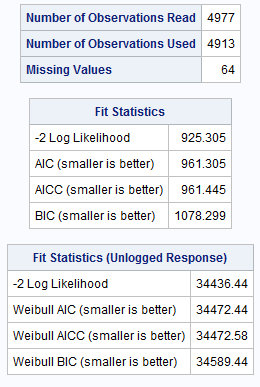 Number of Observations Read 4977
Number of Observations Used 4913
Missing Values 64
Fit Statistics
-2 Log Likelihood 925.305
AIC (smaller is better) 961.305
AICC (smaller is better) 961.445
BIC (smaller is better) 1078.299
Fit Statistics (Unlogged Response)
-2 Log Likelihood 34436.44
Weibull AIC (smaller is better) 34472.44
Weibull AICC (smaller is better) 34472.58
Weibull BIC (smaller is better) 34589.44